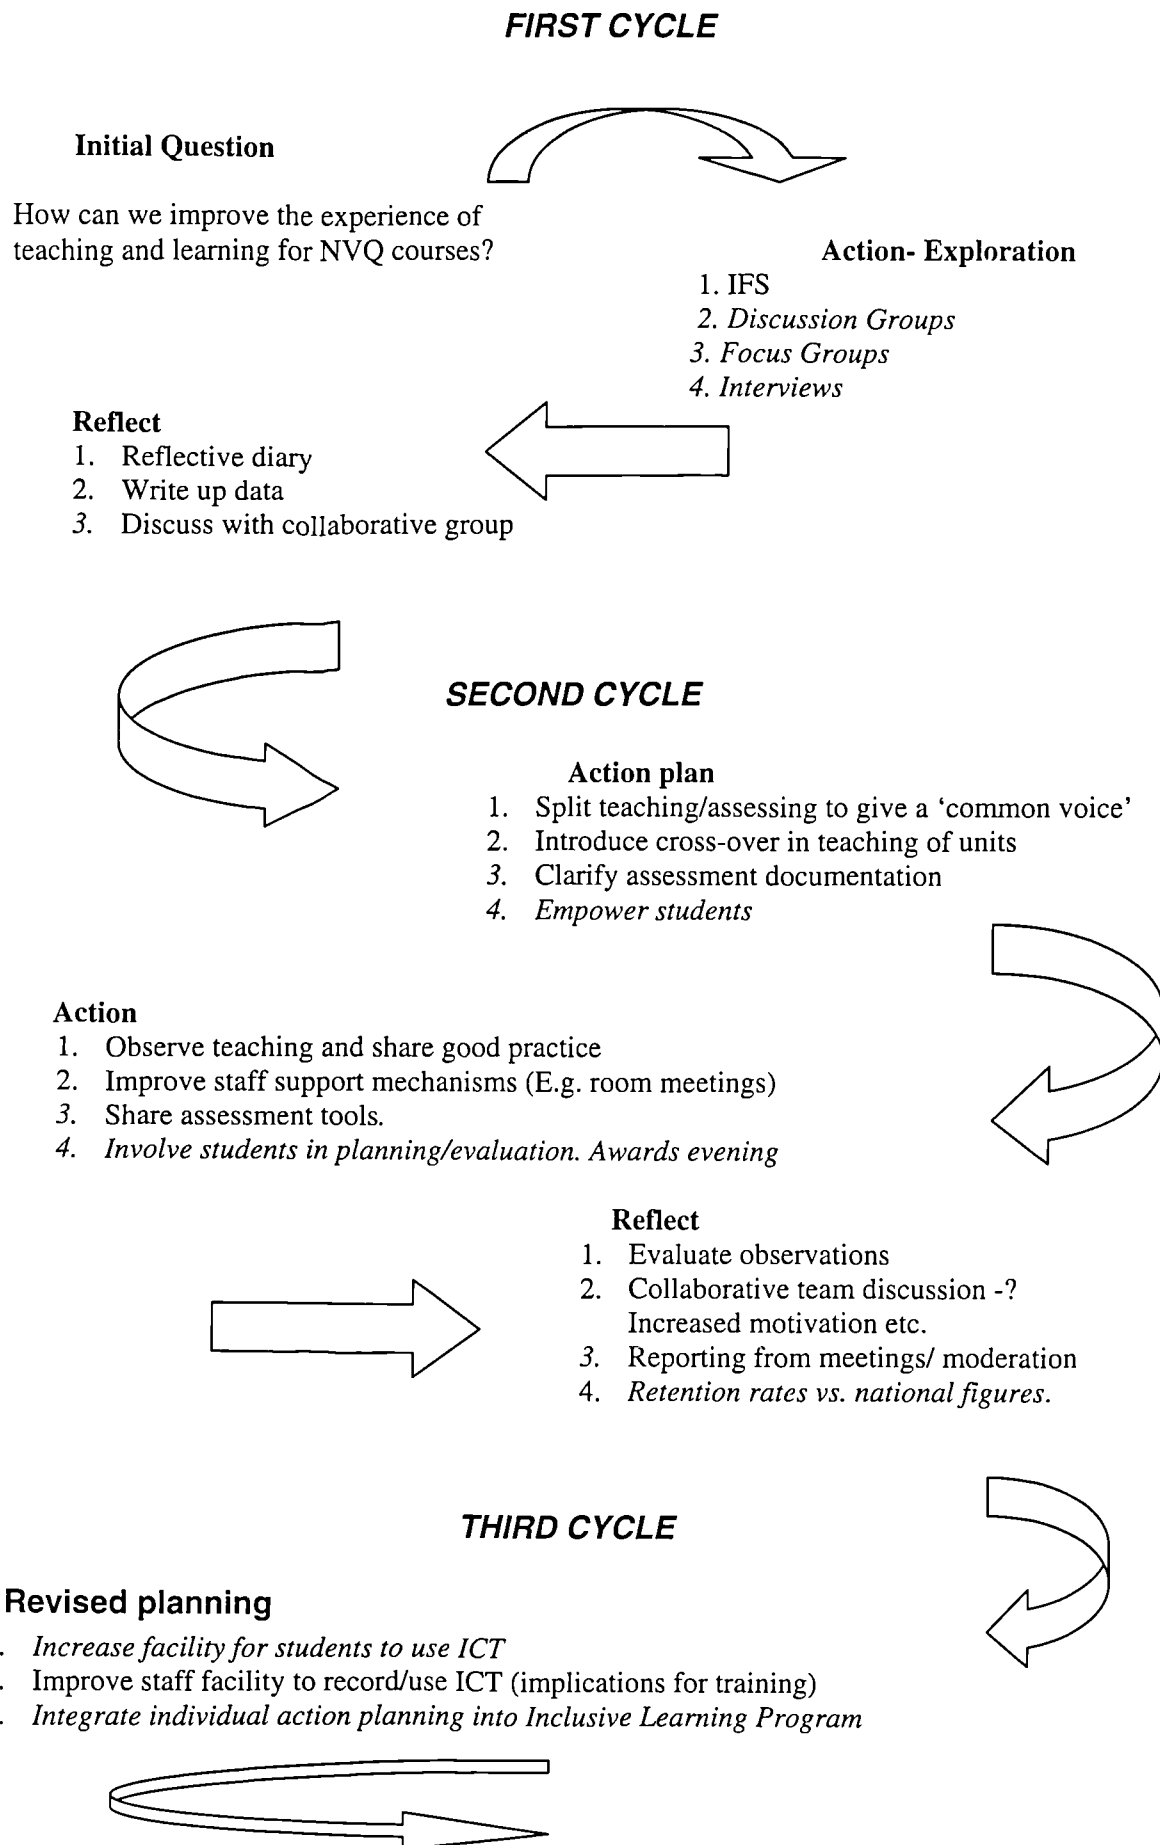 FIRST CYCLE
Initial Question
How can we improve the experience of
teaching and learning for NVQ courses?
Action- Exploration
1. IFS
2. Discussion Groups
3. Focus Groups
4. Interviews
Reflect
1. Reflective diary
2. Write up data
3. Discuss with collaborative group
SECOND CYCLE
Action plan
1. Split teaching/assessing to give a ‘common voice’
2. Introduce cross-over in teaching of units
3. Clarify assessment documentation
4. Empower students
Action
1. Observe teaching and share good practice
2. Improve staff support mechanisms (E.g. room meetings)
3. Share assessment tools.
4. Involve students in planning/evaluation. Awards evening
Reflect
1. Evaluate observations
2. Collaborative team discussion -?
Increased motivation etc.
3. Reporting from meetings/ moderation
4. Retention rates vs. national figures.
THIRD CYCLE
Revised planning
. Increase facility for students to use ICT
. Improve staff facility to record/use ICT (implications for training)
. Integrate individual action planning into Inclusive Learning Program